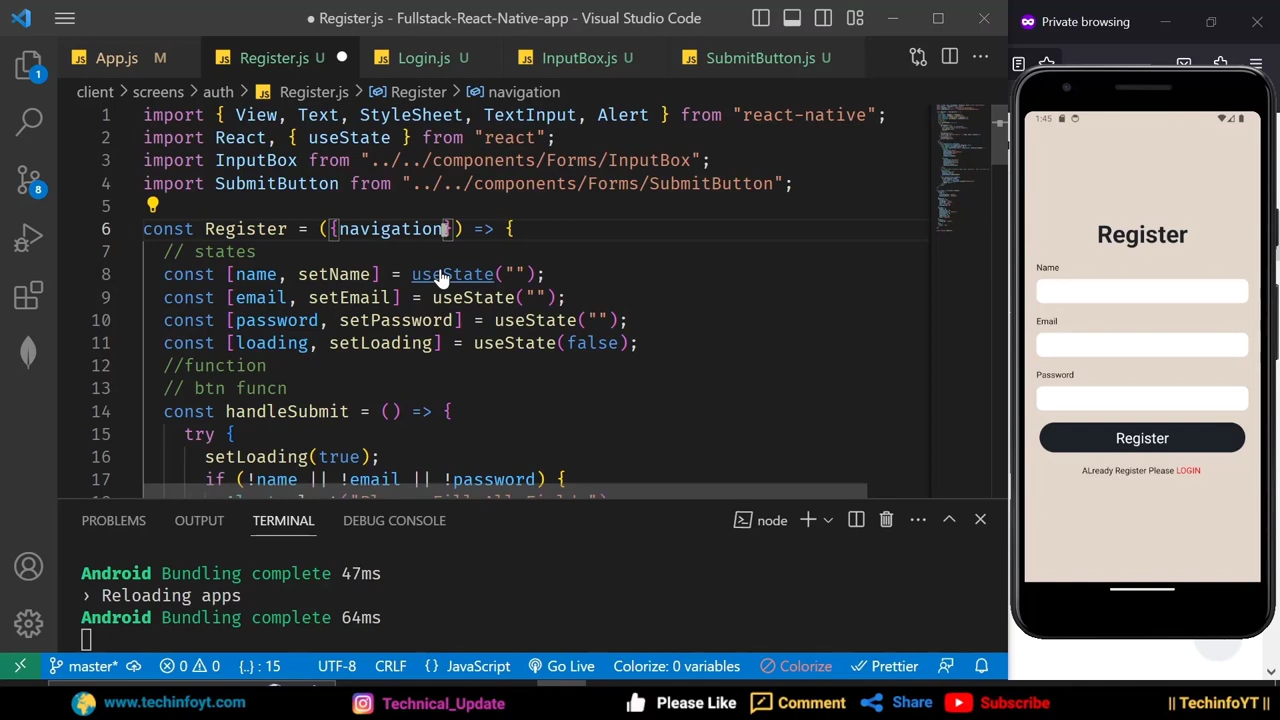 Register.js - Fullstack-React-Native-app - Visual Studio Code
Private browsing
App.js M
Register.js U
Login.js U
InputBox.js U
SubmitButton.js U
client screens auth Register.js Register navigation
1 import { View, Text, StyleSheet, TextInput, Alert } from "react-native";
2 import React, { useState } from "react";
3 import InputBox from "../../components/Forms/InputBox";
4 import SubmitButton from "../../components/Forms/SubmitButton";
5
6 const Register = ({navigation}) => {
7 // states
8 const [name, setName] = useState("");
9 const [email, setEmail] = useState("");
10 const [password, setPassword] = useState("");
11 const [loading, setLoading] = useState(false);
12 //function
13 // btn funcn
14 const handleSubmit = () => {
15 try {
16 setLoading(true);
17 if (!name || !email || !password) {
1
8
PROBLEMS OUTPUT TERMINAL DEBUG CONSOLE
node
Android Bundling complete 47ms
› Reloading apps
Android Bundling complete 64ms
master* 0 0 {..} : 15 UTF-8 CRLF {} JavaScript Go Live Colorize: 0 variables Colorize Prettier
1:45
Register
Name
Email
Password
Register
ALready Register Please LOGIN
www.techinfoyt.com Technical_Update Please Like Comment Share Subscribe || TechinfoYT ||